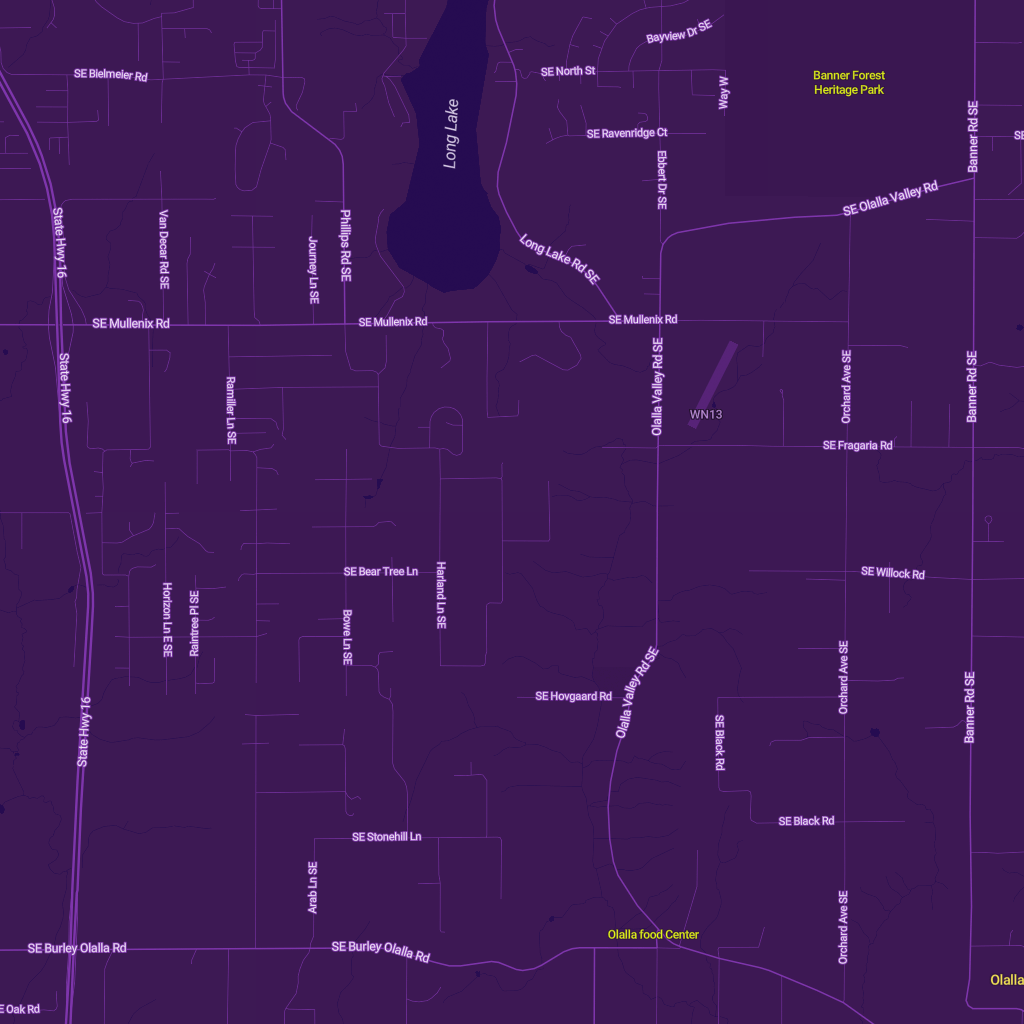 Bayview Dr SE
SE Bielmeier Rd
SE North St
Banner Forest
Heritage Park
Way W
Long Lake
SE Ravenridge Ct
Banner Rd SE
SE
Ebbert Dr SE
SE Olalla Valley Rd
State Hwy 16
Van Decar Rd SE
Phillips Rd SE
Journey Ln SE
Long Lake Rd SE
SE Mullenix Rd
SE Mullenix Rd
SE Mullenix Rd
State Hwy 16
Ramiller Ln SE
Olalla Valley Rd SE
WN13
Orchard Ave SE
Banner Rd SE
SE Fragaria Rd
SE Bear Tree Ln
Harland Ln SE
SE Willock Rd
Horizon Ln E SE
Raintree Pl SE
Bowe Ln SE
Olalla Valley Rd SE
Orchard Ave SE
Banner Rd SE
SE Hovgaard Rd
State Hwy 16
SE Black Rd
SE Black Rd
SE Stonehill Ln
Arab Ln SE
Orchard Ave SE
Olalla food Center
SE Burley Olalla Rd
SE Burley Olalla Rd
Olalla
E Oak Rd